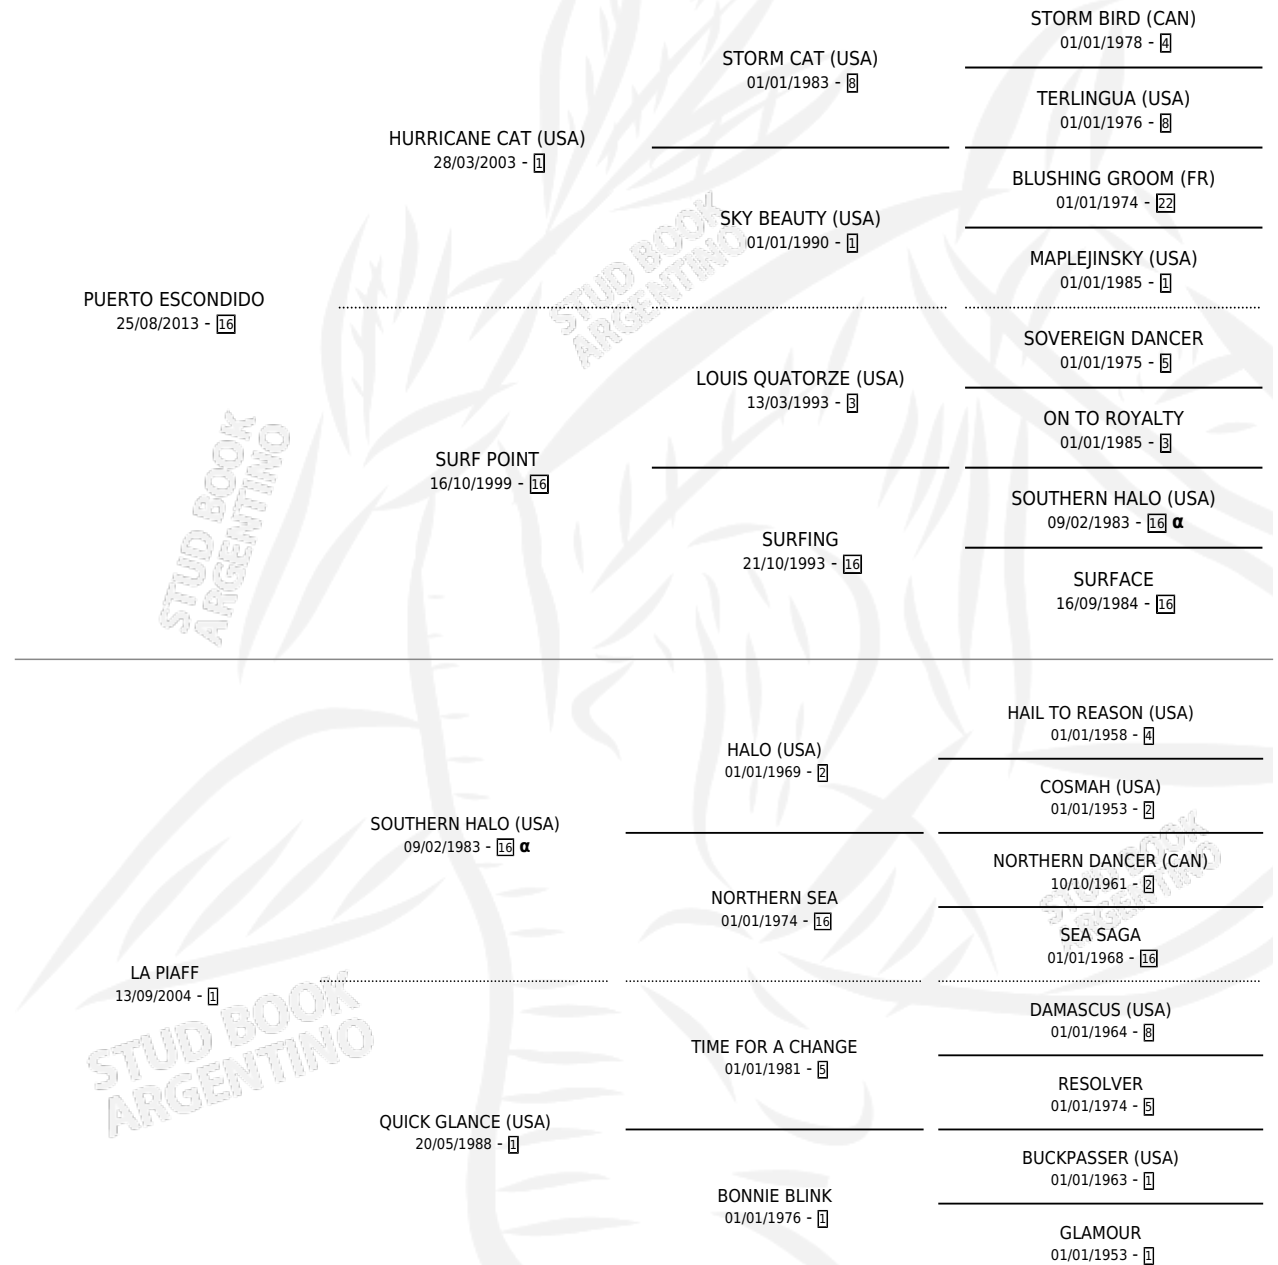 STORM BIRD (CAN)
01/01/1978 - 4
STORM CAT (USA)
01/01/1983 - 8
TERLINGUA (USA)
01/01/1976 - 8
HURRICANE CAT (USA)
28/03/2003 - 1
BLUSHING GROOM (FR)
01/01/1974 - 22
SKY BEAUTY (USA)
01/01/1990 - 1
MAPLEJINSKY (USA)
01/01/1985 - 1
STUD BOOK
ARGENTINO
PUERTO ESCONDIDO
25/08/2013 - 16
SOVEREIGN DANCER
01/01/1975 - 5
LOUIS QUATORZE (USA)
13/03/1993 - 3
ON TO ROYALTY
01/01/1985 - 3
SURF POINT
16/10/1999 - 16
SOUTHERN HALO (USA)
09/02/1983 - 16 α
SURFING
21/10/1993 - 16
SURFACE
16/09/1984 - 16
STUD BOOK
ARGENTINO
HAIL TO REASON (USA)
01/01/1958 - 4
HALO (USA)
01/01/1969 - 2
COSMAH (USA)
01/01/1953 - 2
SOUTHERN HALO (USA)
09/02/1983 - 16 α
NORTHERN DANCER (CAN)
10/10/1961 - 2
NORTHERN SEA
01/01/1974 - 16
SEA SAGA
01/01/1968 - 16
STUD BOOK
ARGENTINO
LA PIAFF
13/09/2004 - 1
STUD BOOK
ARGENTINO
DAMASCUS (USA)
01/01/1964 - 8
TIME FOR A CHANGE
01/01/1981 - 5
RESOLVER
01/01/1974 - 5
QUICK GLANCE (USA)
20/05/1988 - 1
BUCKPASSER (USA)
01/01/1963 - 1
BONNIE BLINK
01/01/1976 - 1
GLAMOUR
01/01/1953 - 1